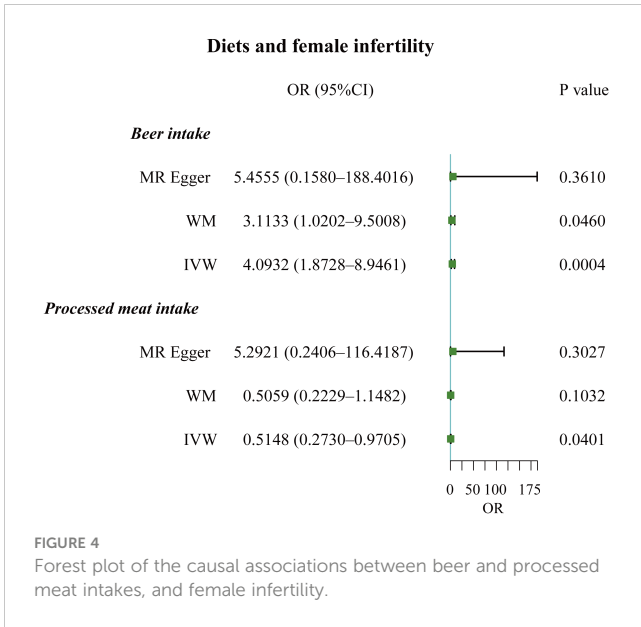 Diets and female infertility
OR (95%CI) P value
Beer intake
MR Egger 5.4555 (0.1580–188.4016) 0.3610
WM 3.1133 (1.0202–9.5008) 0.0460
IVW 4.0932 (1.8728–8.9461) 0.0004
Processed meat intake
MR Egger 5.2921 (0.2406–116.4187) 0.3027
WM 0.5059 (0.2229–1.1482) 0.1032
IVW 0.5148 (0.2730–0.9705) 0.0401
0 50 100 175
OR
FIGURE 4
Forest plot of the causal associations between beer and processed
meat intakes, and female infertility.